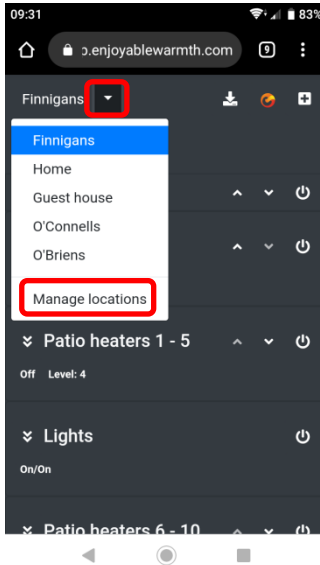 09:31 83%
ɔ.enjoyablewarmth.com 9
Finnigans
Finnigans
Home
Guest house
O'Connells
O'Briens
Manage locations
Patio heaters 1 - 5
Off Level: 4
Lights
On/On
Patio heaters 6 - 10